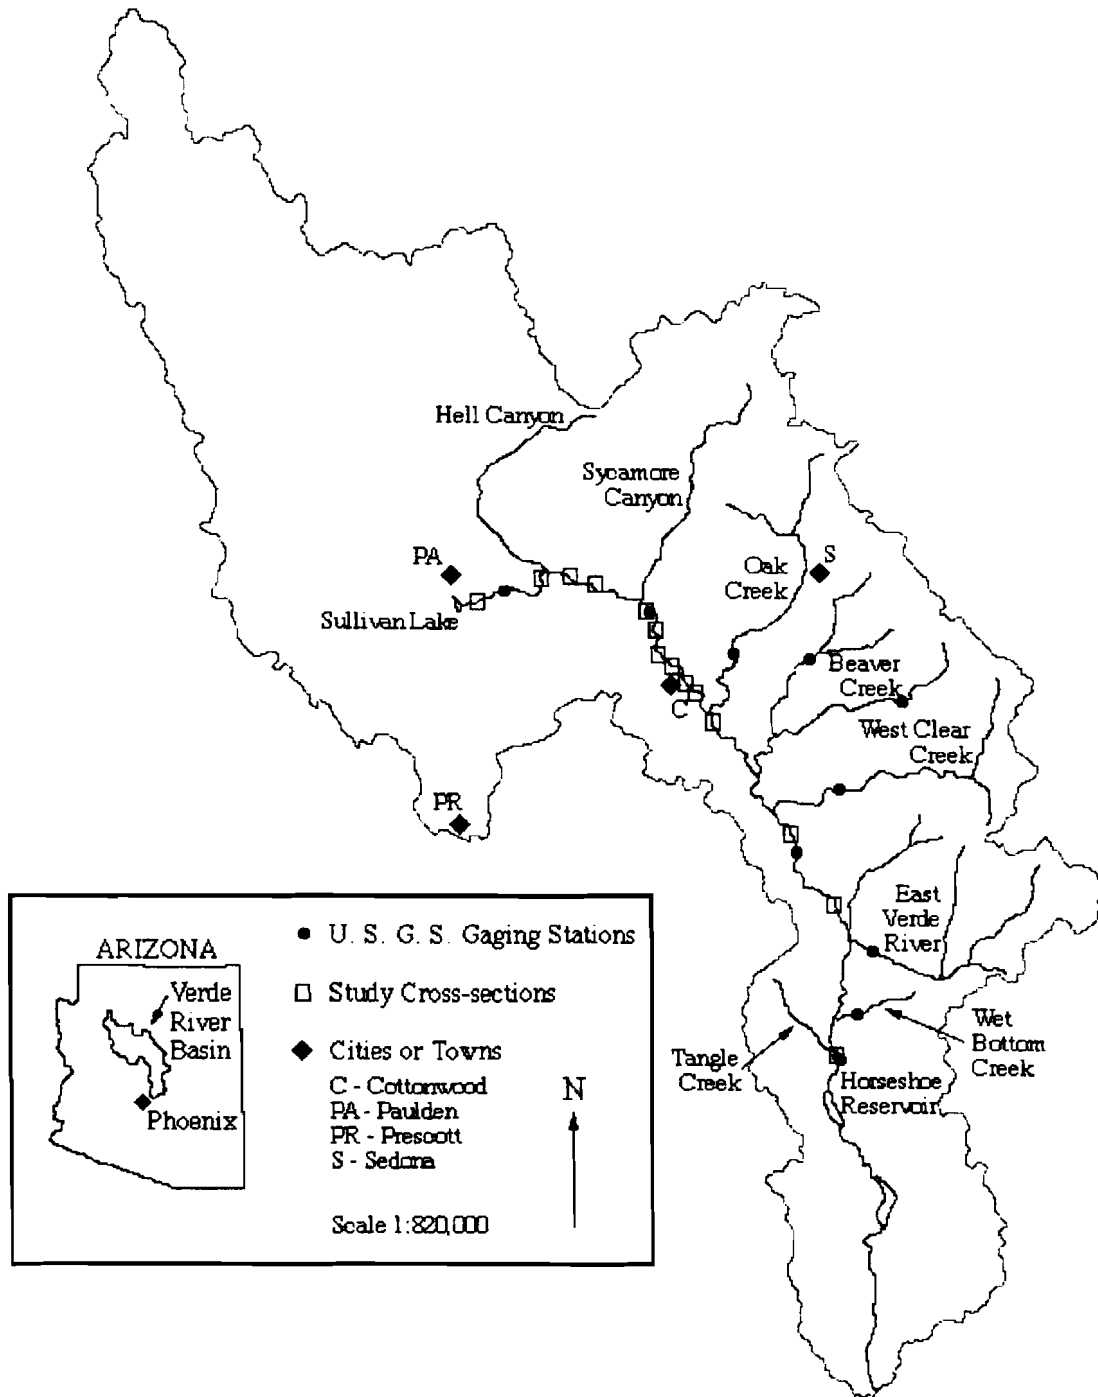 Hell Canyon
Sycamore
Canyon
PA
S
Oak
Creek
Sullivan Lake
Beaver
Creek
C
West Clear
Creek
PR
East
Verde
River
Wet
Bottom
Creek
Tangle
Creek
Horseshoe
Reservoir
ARIZONA
Verde
River
Basin
Phoenix
U. S. G. S. Gaging Stations
Study Cross-sections
Cities or Towns
C - Cottonwood
PA - Paulden
PR - Prescott
S - Sedona
N
Scale 1:820,000